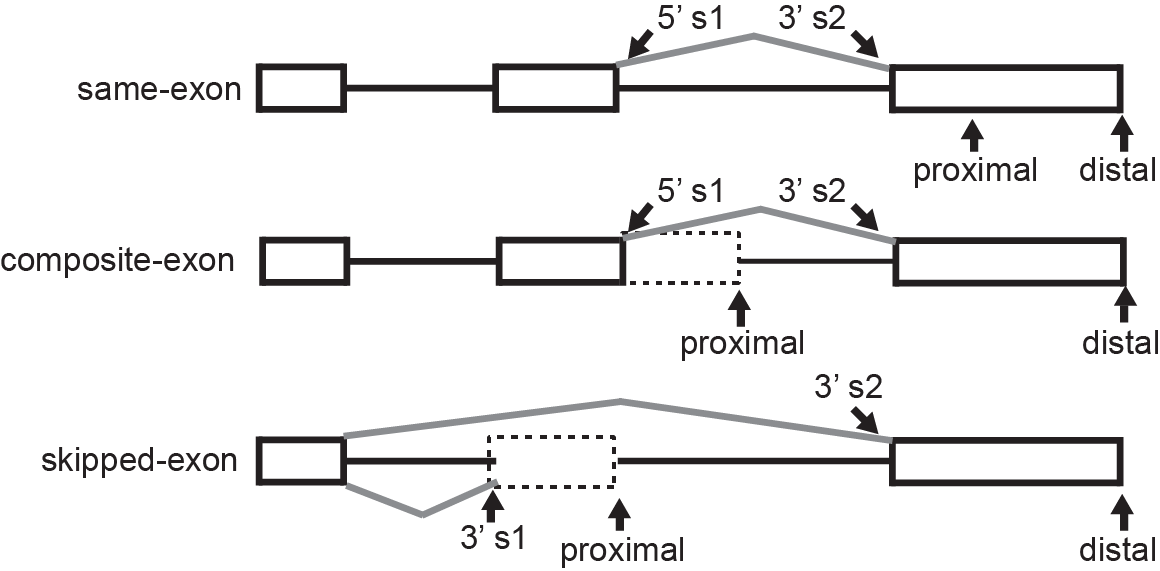 5’ s1 3’ s2
same-exon
proximal distal
5’ s1 3’ s2
composite-exon
proximal distal
3’ s2
skipped-exon
3’ s1 proximal distal